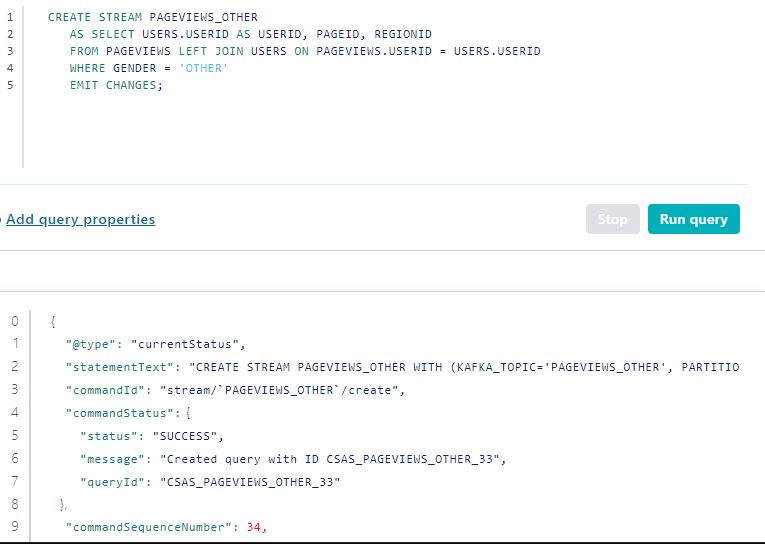 1 CREATE STREAM PAGEVIEWS_OTHER
2 AS SELECT USERS.USERID AS USERID, PAGEID, REGIONID
3 FROM PAGEVIEWS LEFT JOIN USERS ON PAGEVIEWS.USERID = USERS.USERID
4 WHERE GENDER = 'OTHER'
5 EMIT CHANGES;
Add query properties
Stop
Run query
0 {
1 "@type": "currentStatus",
2 "statementText": "CREATE STREAM PAGEVIEWS_OTHER WITH (KAFKA_TOPIC='PAGEVIEWS_OTHER', PARTITIO
3 "commandId": "stream/`PAGEVIEWS_OTHER`/create",
4 "commandStatus": {
5 "status": "SUCCESS",
6 "message": "Created query with ID CSAS_PAGEVIEWS_OTHER_33",
7 "queryId": "CSAS_PAGEVIEWS_OTHER_33"
8 },
9 "commandSequenceNumber": 34,